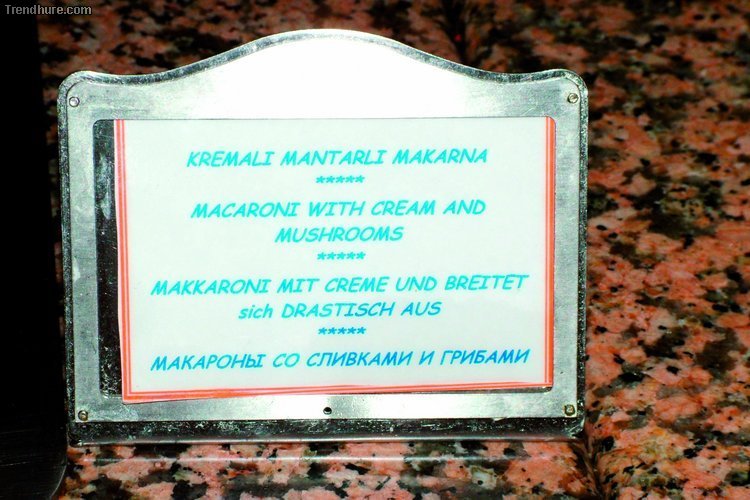 Trendhure.com
KREMALI MANTARLI MAKARNA
*****
MACARONI WITH CREAM AND
MUSHROOMS
*****
MAKKARONI MIT CREME UND BREITET
sich DRASTISCH AUS
*****
МАКАРОНЫ СО СЛИВКАМИ И ГРИБАМИ